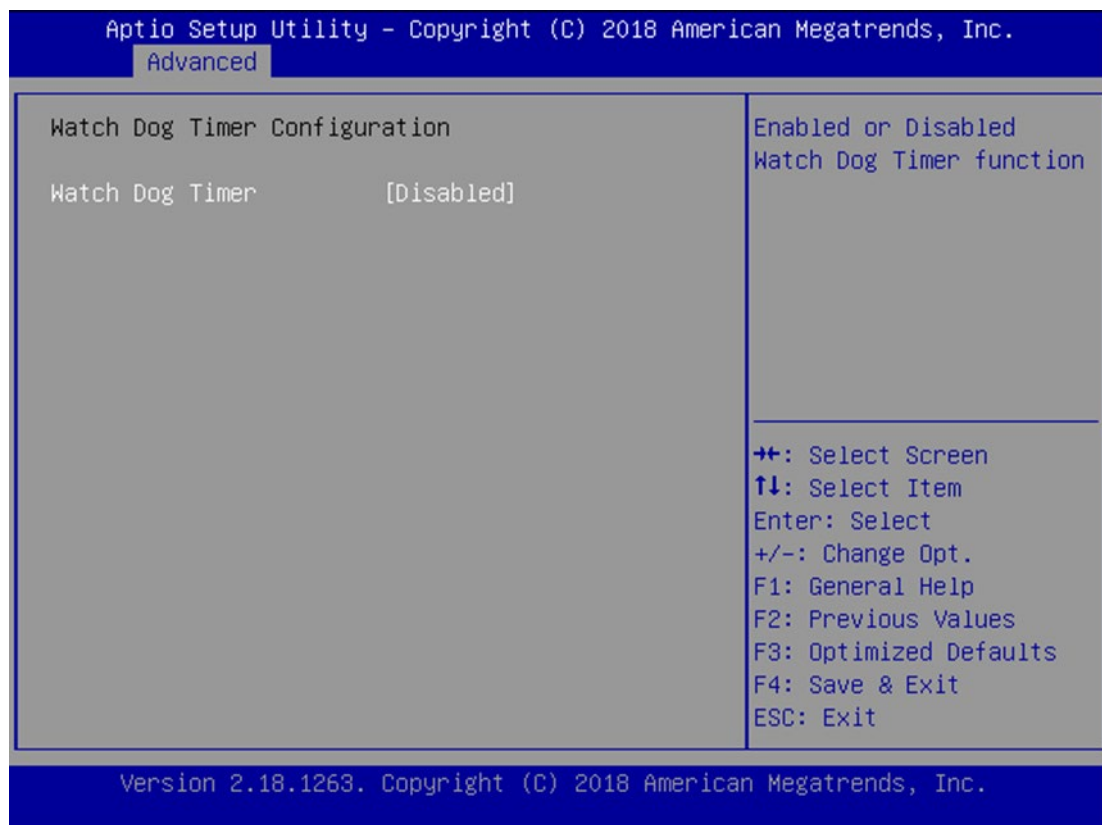 Aptio Setup Utility – Copyright (C) 2018 American Megatrends, Inc.
Advanced
Watch Dog Timer Configuration
Watch Dog Timer [Disabled]
Enabled or Disabled
Watch Dog Timer function
→←: Select Screen
↑↓: Select Item
Enter: Select
+/-: Change Opt.
F1: General Help
F2: Previous Values
F3: Optimized Defaults
F4: Save & Exit
ESC: Exit
Version 2.18.1263. Copyright (C) 2018 American Megatrends, Inc.